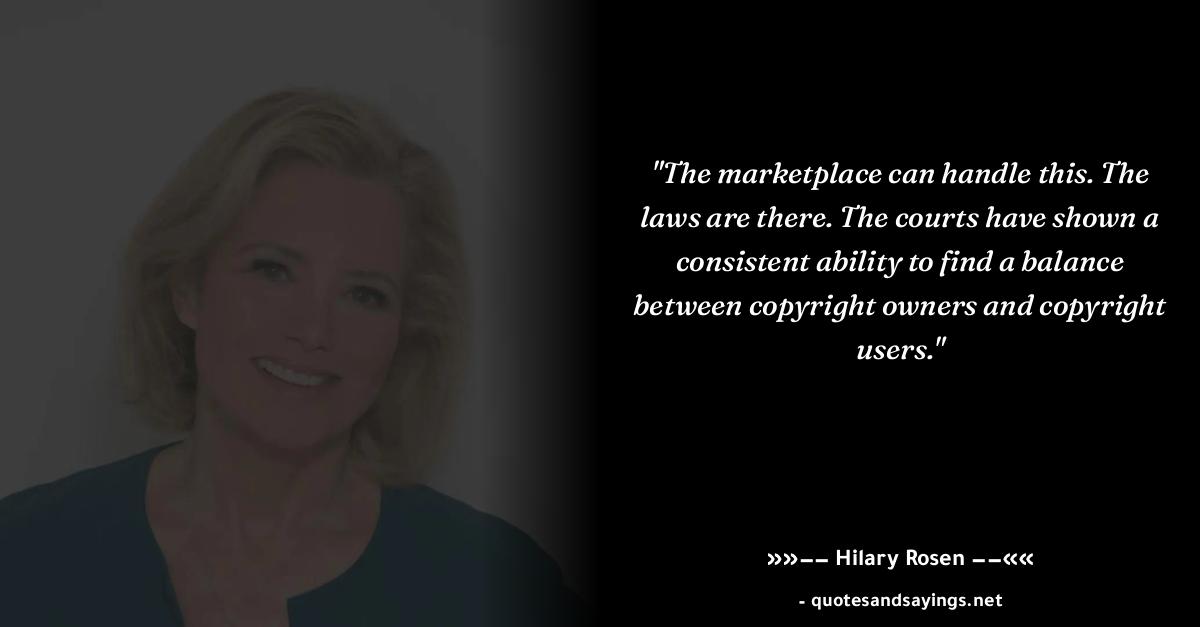 "The marketplace can handle this. The
laws are there. The courts have shown a
consistent ability to find a balance
between copyright owners and copyright
users."
»»−− Hilary Rosen −−««
- quotesandsayings.net